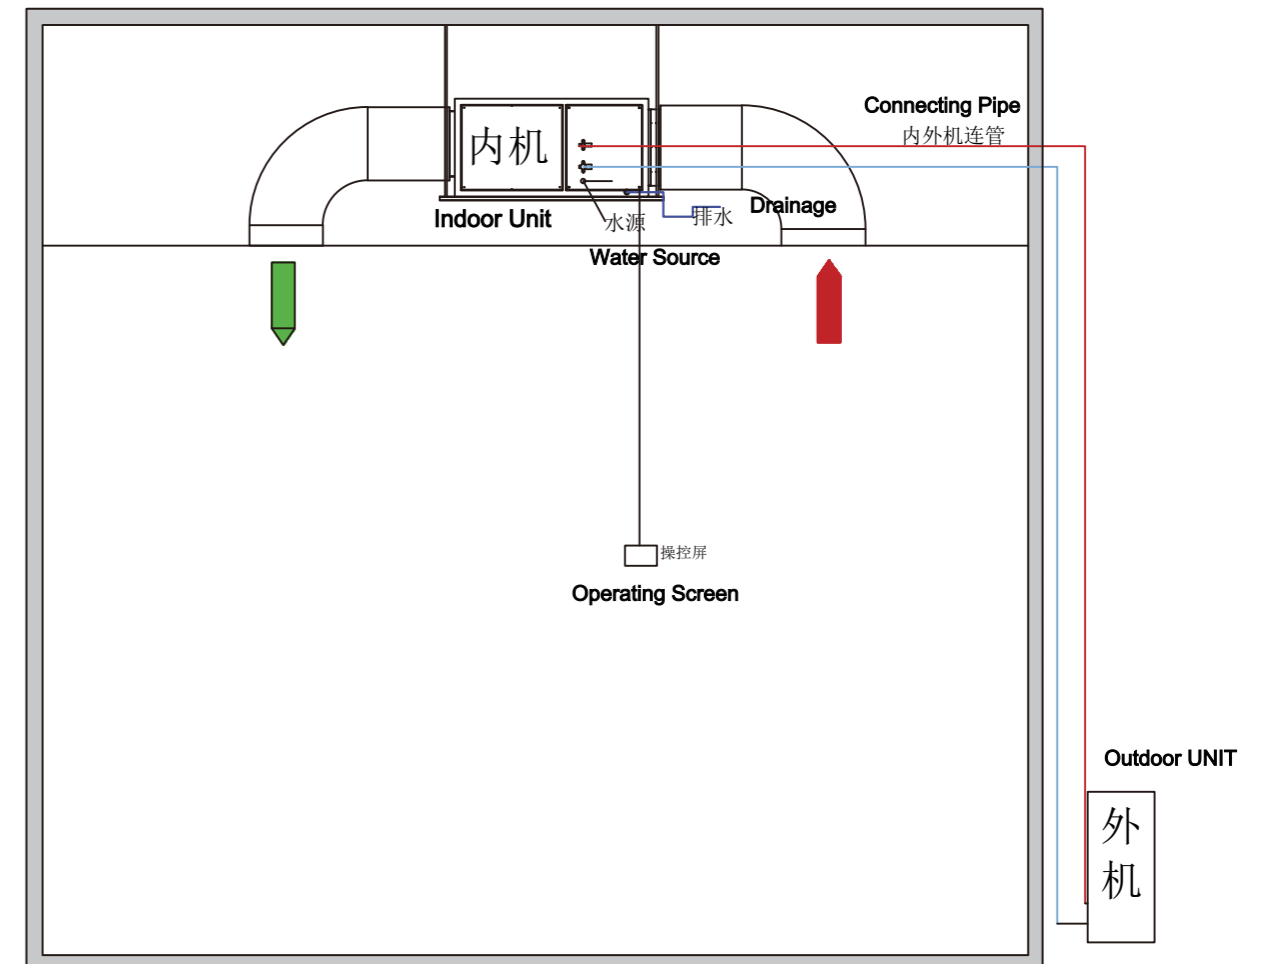 Connecting Pipe
内外机连管
内机
Indoor Unit
水源
排水
Drainage
Water Source
操控屏
Operating Screen
Outdoor UNIT
外
机